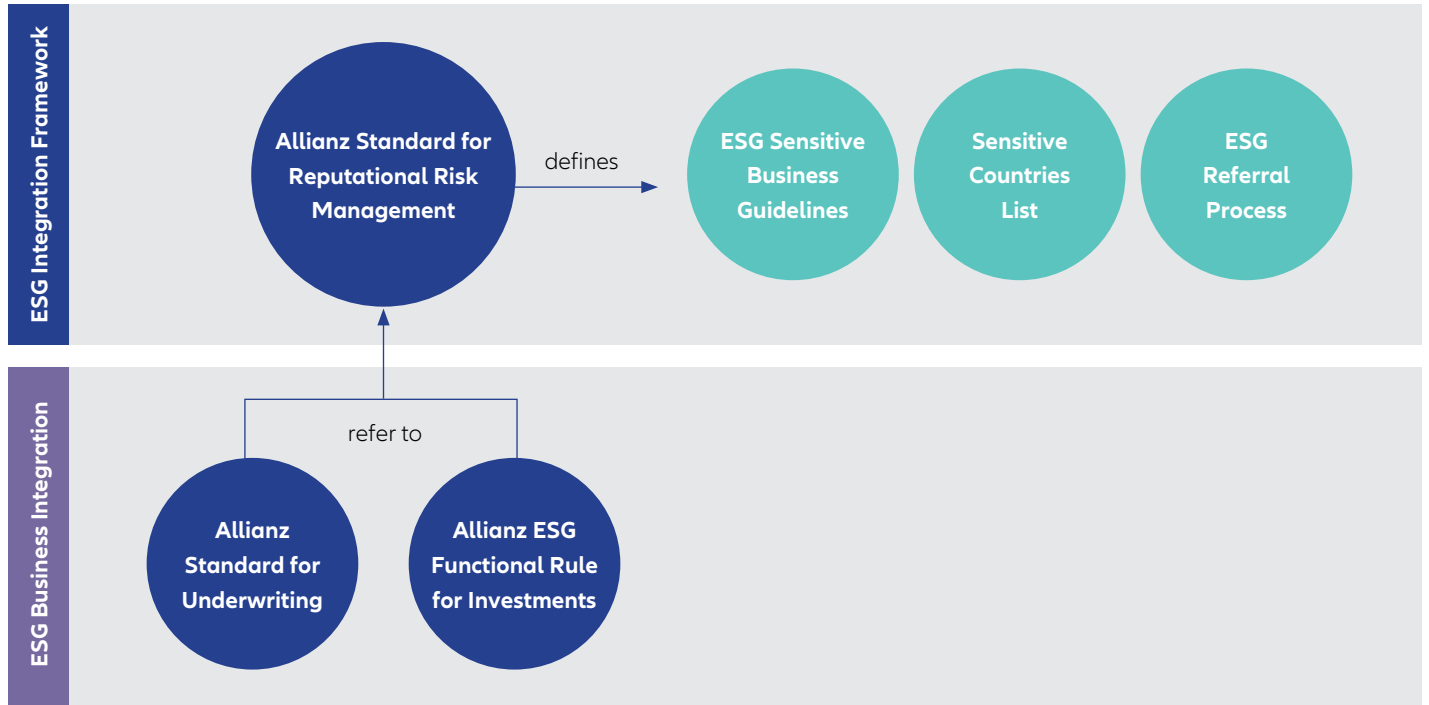 ESG Integration Framework
Allianz Standard for
Reputational Risk
Management
defines
ESG Sensitive
Business
Guidelines
Sensitive
Countries
List
ESG
Referral
Process
ESG Business Integration
refer to
Allianz
Standard for
Underwriting
Allianz ESG
Functional Rule
for Investments